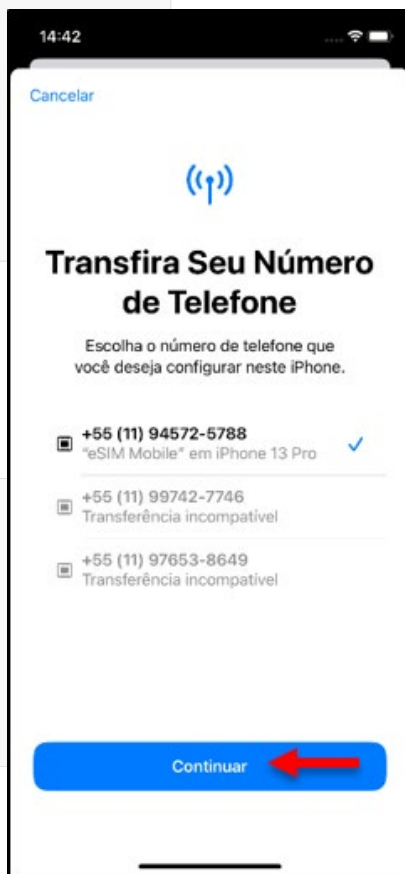 14:42
Cancelar
Transfira Seu Número
de Telefone
Escolha o número de telefone que
você deseja configurar neste iPhone.
+55 (11) 94572-5788
"eSIM Mobile" em iPhone 13 Pro
+55 (11) 99742-7746
Transferência incompatível
+55 (11) 97653-8649
Transferência incompatível
Continuar